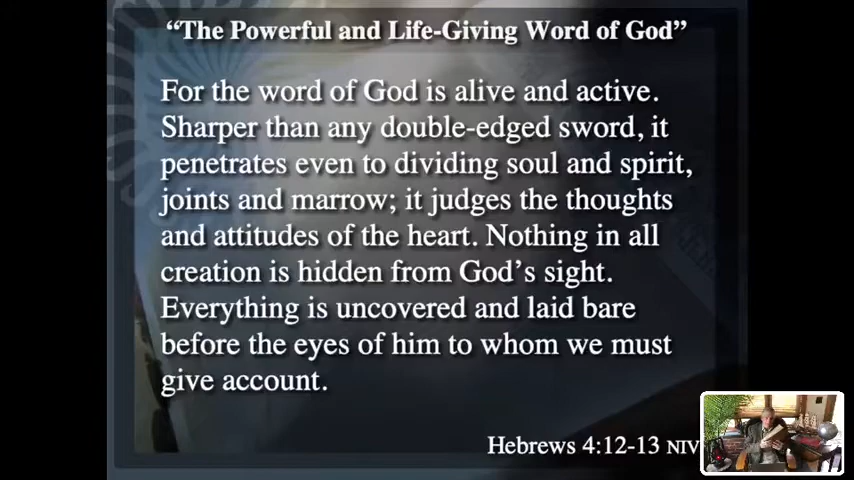 “The Powerful and Life-Giving Word of God”
For the word of God is alive and active.
Sharper than any double-edged sword, it
penetrates even to dividing soul and spirit,
joints and marrow; it judges the thoughts
and attitudes of the heart. Nothing in all
creation is hidden from God’s sight.
Everything is uncovered and laid bare
before the eyes of him to whom we must
give account.
Hebrews 4:12-13 NIV